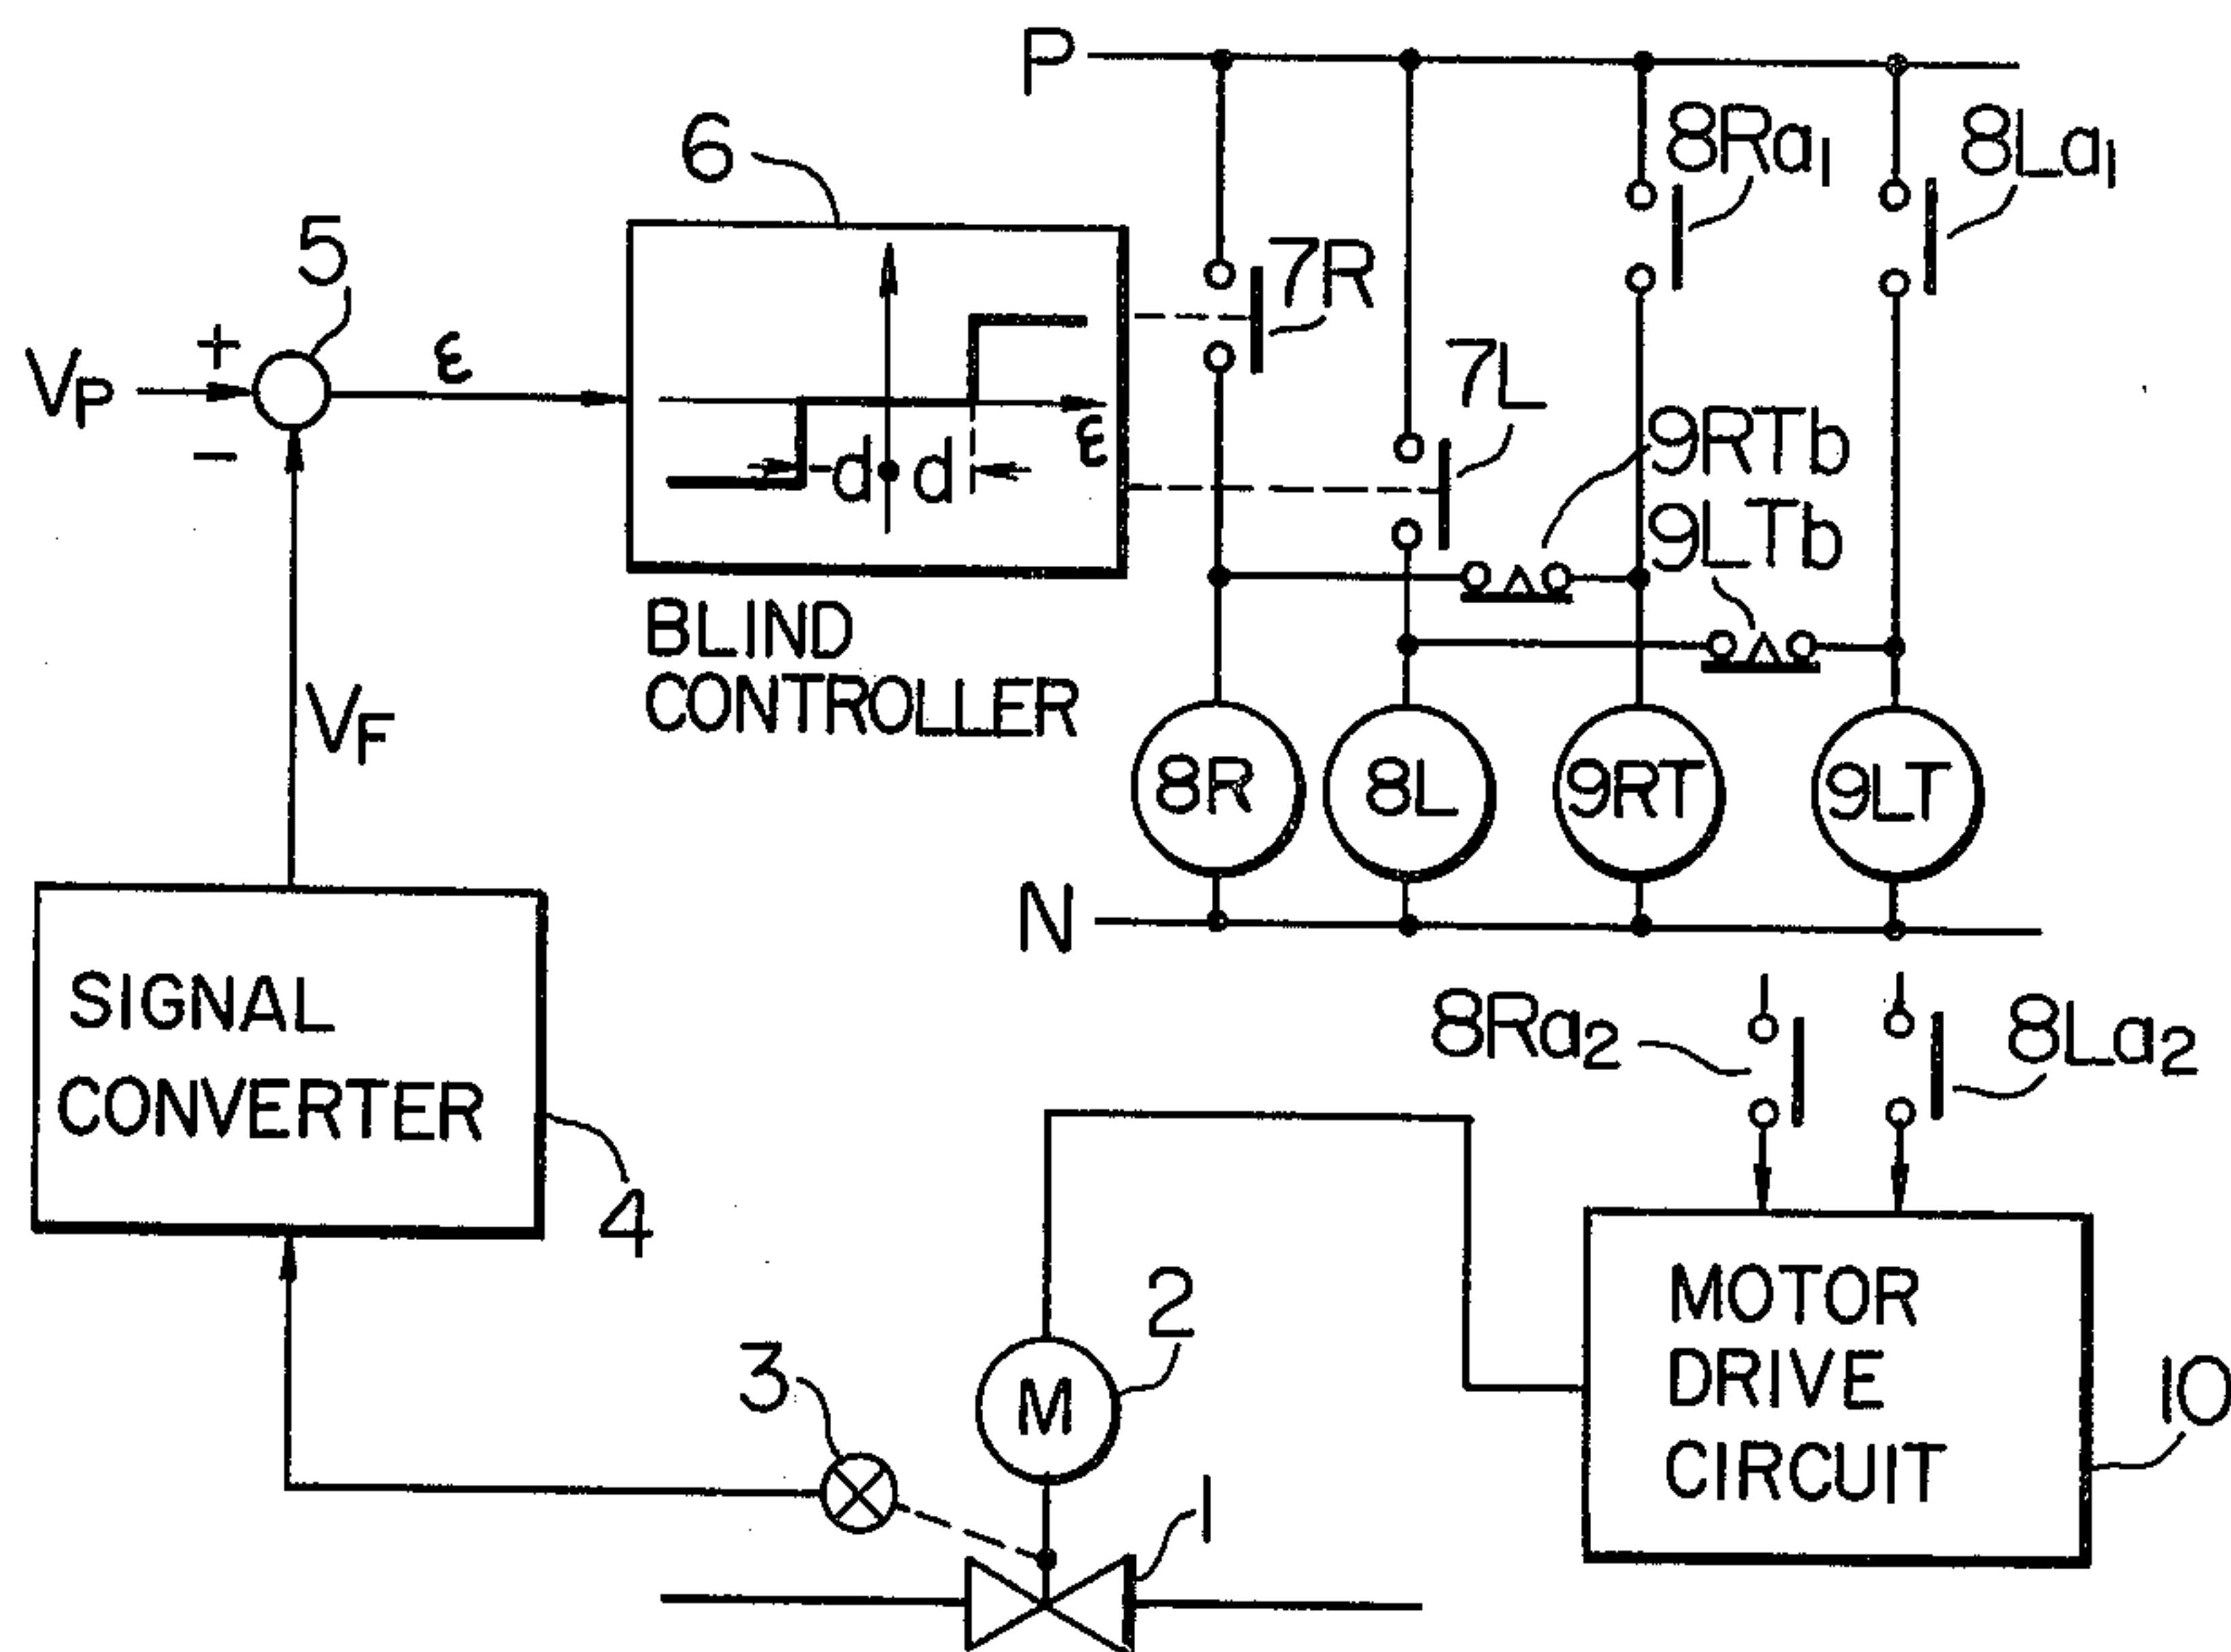 P
8Ra1
8La1
6
5
7R
+
ε
7L
VP
ε
9RTb
−
d
d
9LTb
BLIND
CONTROLLER
VF
8R
8L
9RT
9LT
N
SIGNAL
CONVERTER
8Ra2
8La2
4
2
MOTOR
DRIVE
CIRCUIT
3
M
10
1